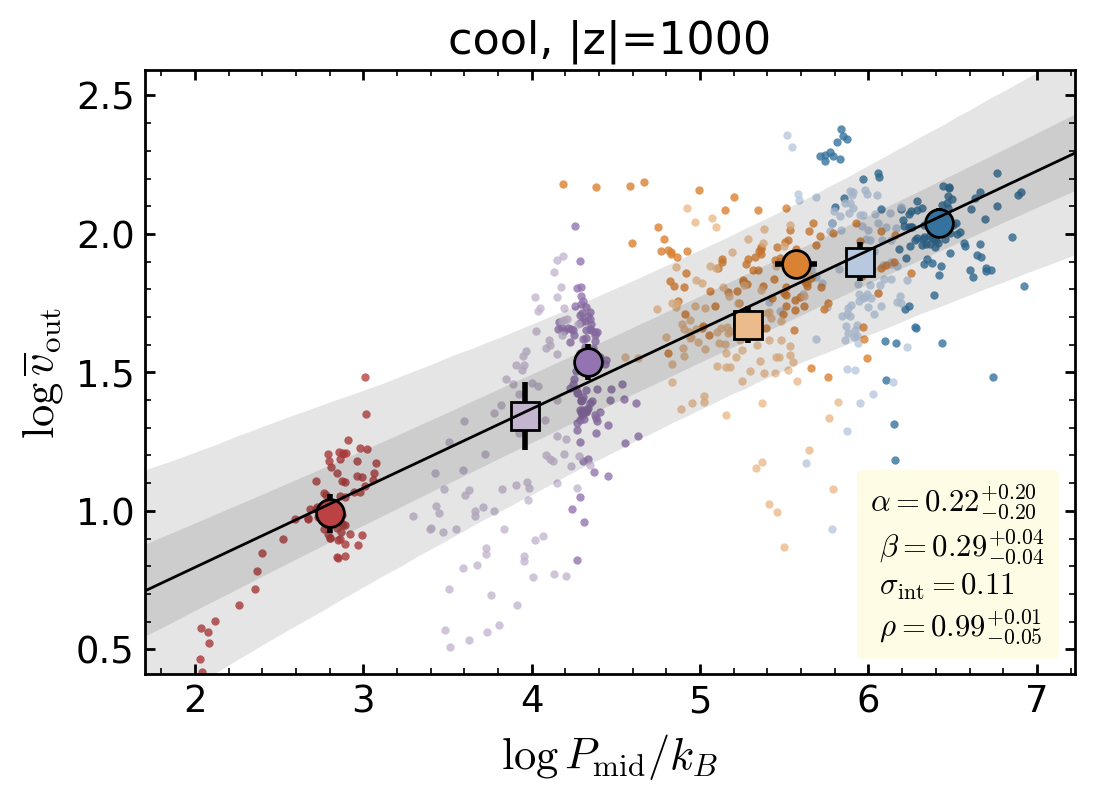 cool, |z|=1000
log v̅_out
2.5
2.0
1.5
1.0
0.5
α = 0.22^{+0.20}_{-0.20}
β = 0.29^{+0.04}_{-0.04}
σ_int = 0.11
ρ = 0.99^{+0.01}_{-0.05}
2 3 4 5 6 7
log P_mid/k_B